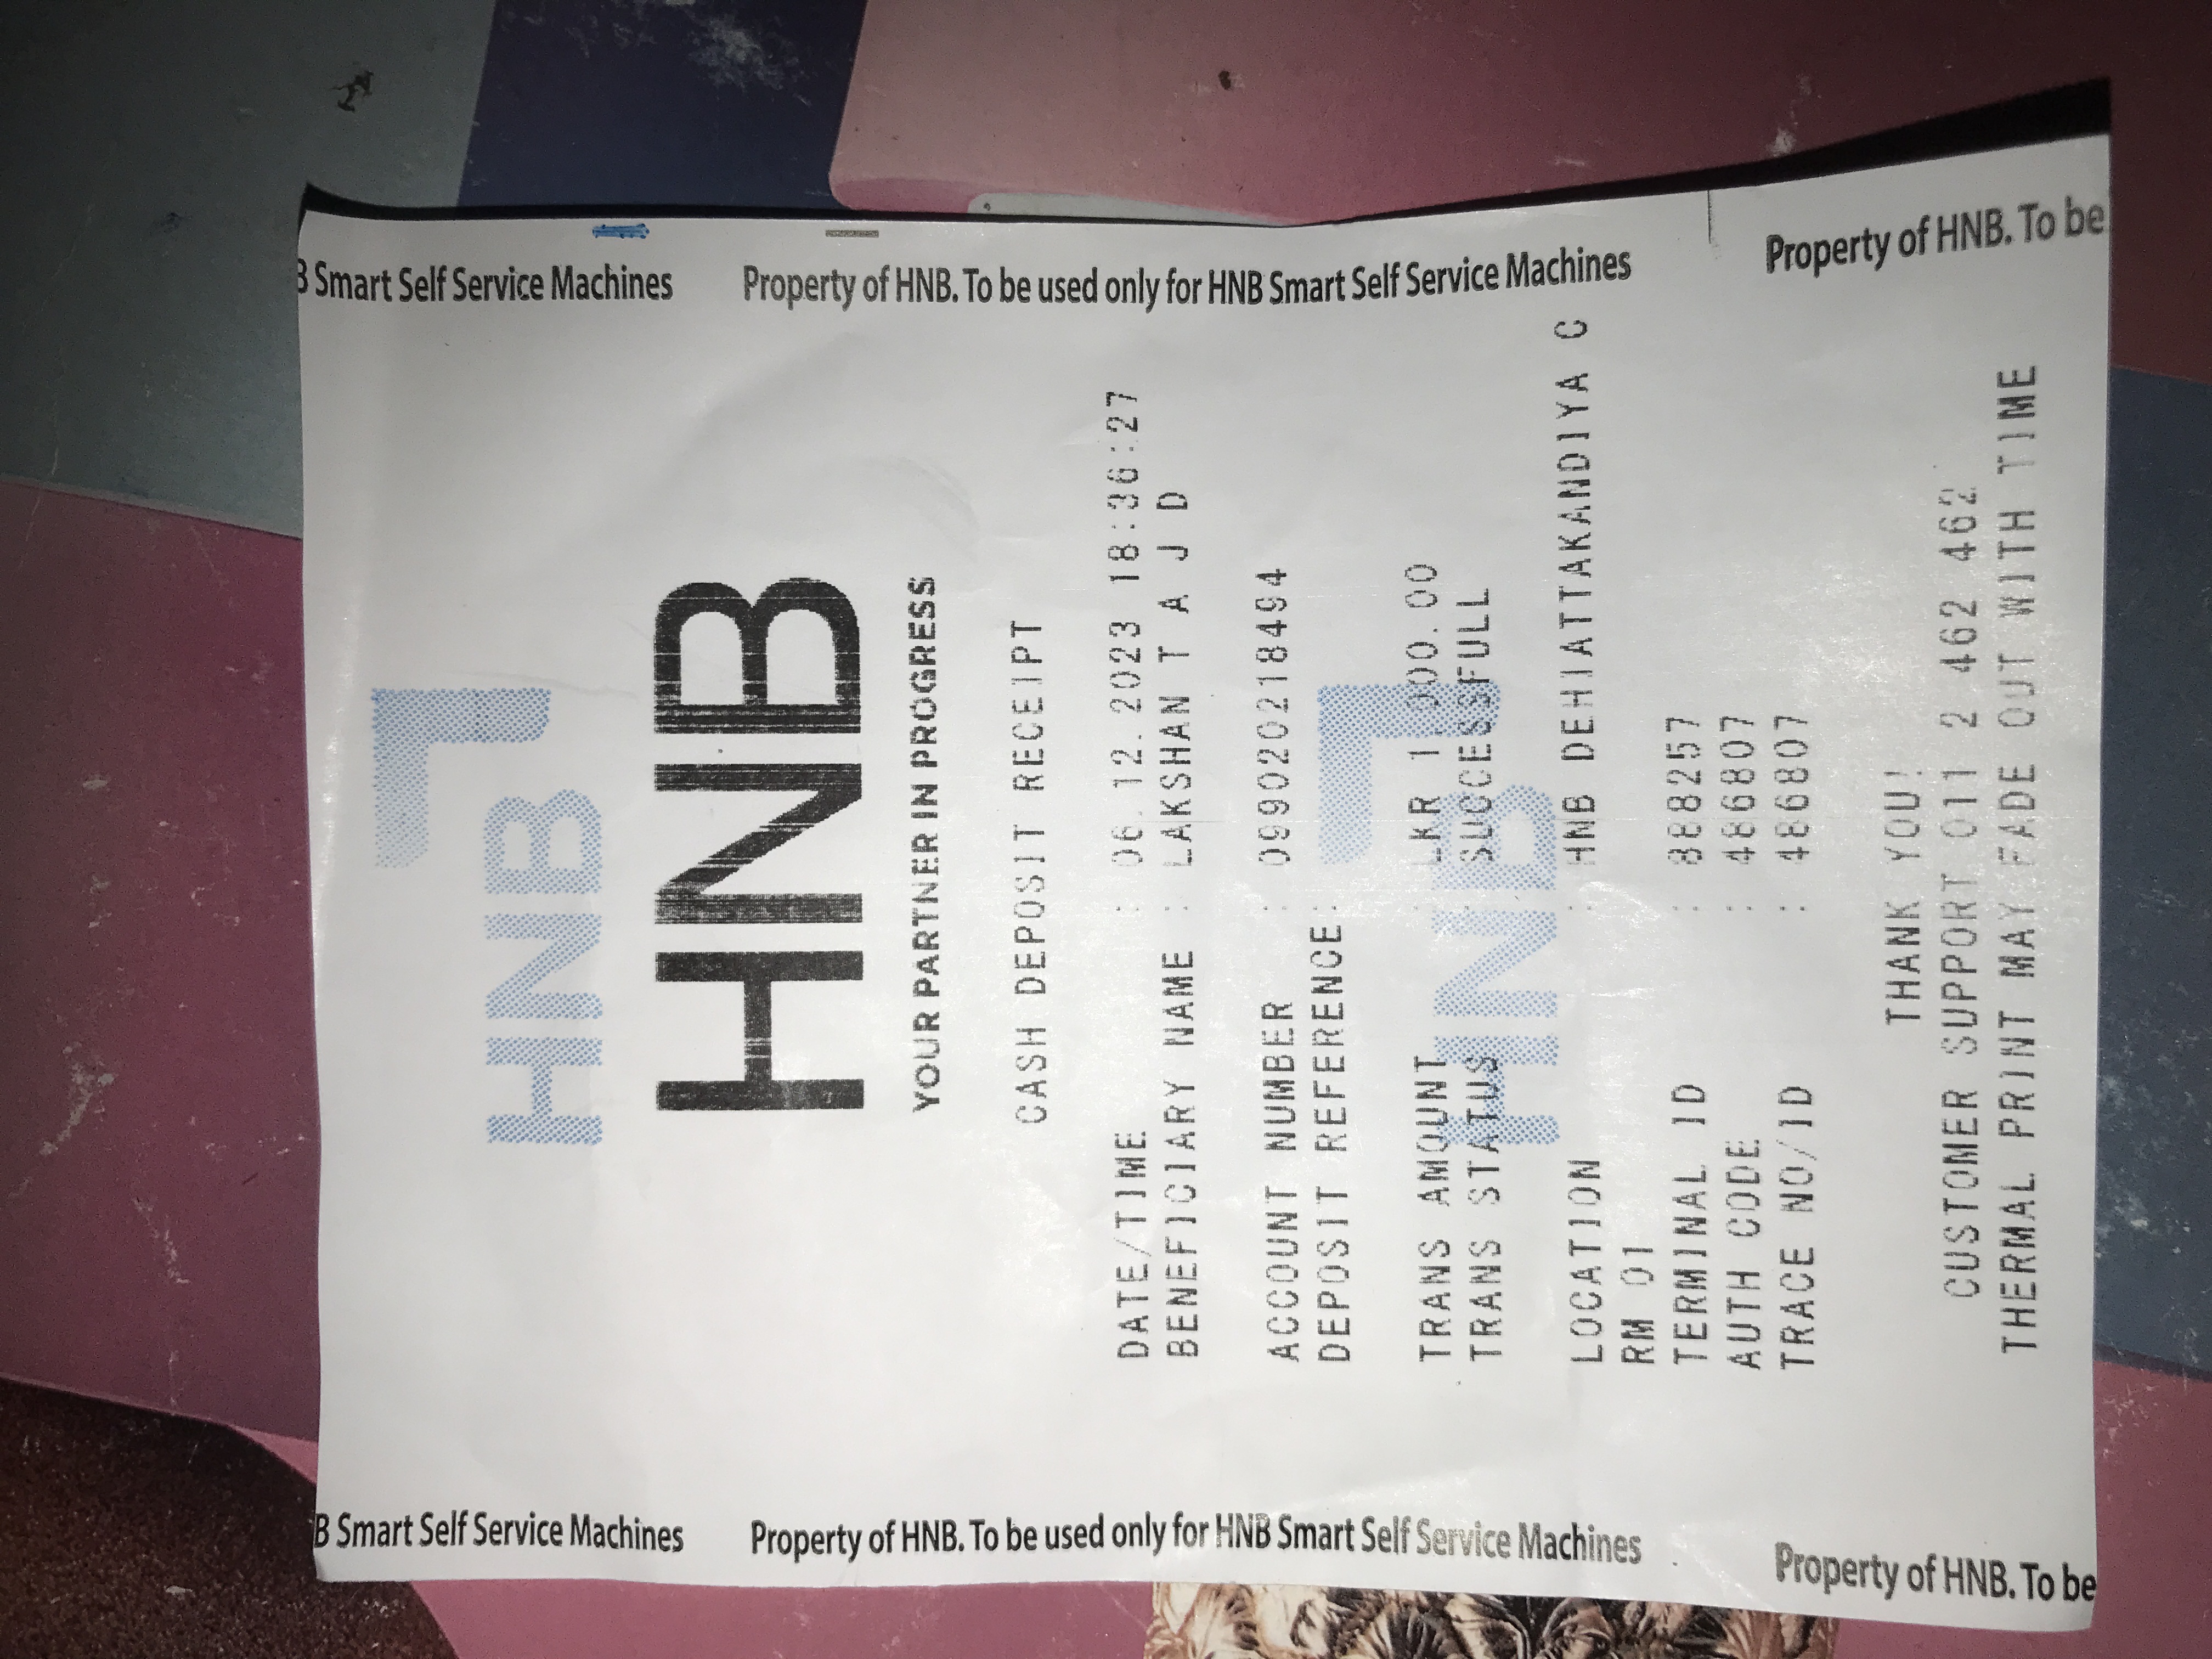 B Smart Self Service Machines Property of HNB. To be used only for HNB Smart Self Service Machines Property of HNB. To be
HNB
HNB
YOUR PARTNER IN PROGRESS
CASH DEPOSIT RECEIPT
DATE/TIME : 06.12.2023 18:36:27
BENEFICIARY NAME : LAKSHAN T A J D
ACCOUNT NUMBER : 099020218494
DEPOSIT REFERENCE:
HNB
TRANS AMOUNT : LKR 1,000.00
TRANS STATUS : SUCCESSFULL
LOCATION : HNB DEHIATTAKANDIYA C
RM 01
TERMINAL ID : 388257
AUTH CODE : 486807
TRACE NO/ID : 486807
THANK YOU!
CUSTOMER SUPPORT 011 2 462 462
THERMAL PRINT MAY FADE OUT WITH TIME
B Smart Self Service Machines Property of HNB. To be used only for HNB Smart Self Service Machines Property of HNB. To be